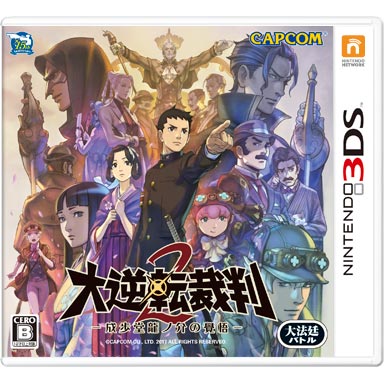 CAPCOM
NINTENDO
NETWORK
NINTENDO 3DS
大逆転裁判2
-成歩堂龍ノ介の覺悟-
大法廷
バトル
CERO
B
©CAPCOM CO., LTD. 2017 ALL RIGHTS RESERVED.